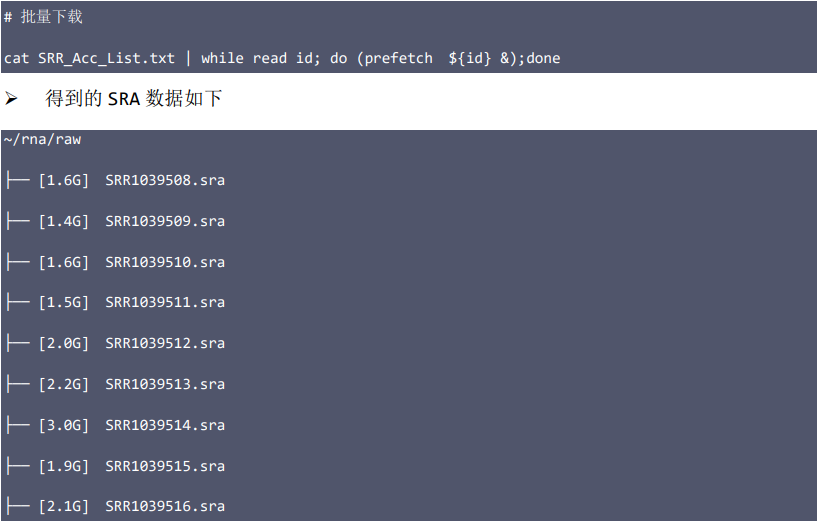 # 批量下载
cat SRR_Acc_List.txt | while read id; do (prefetch  ${id} &);done
➢ 得到的 SRA 数据如下
~/rna/raw
├── [1.6G]  SRR1039508.sra
├── [1.4G]  SRR1039509.sra
├── [1.6G]  SRR1039510.sra
├── [1.5G]  SRR1039511.sra
├── [2.0G]  SRR1039512.sra
├── [2.2G]  SRR1039513.sra
├── [3.0G]  SRR1039514.sra
├── [1.9G]  SRR1039515.sra
├── [2.1G]  SRR1039516.sra